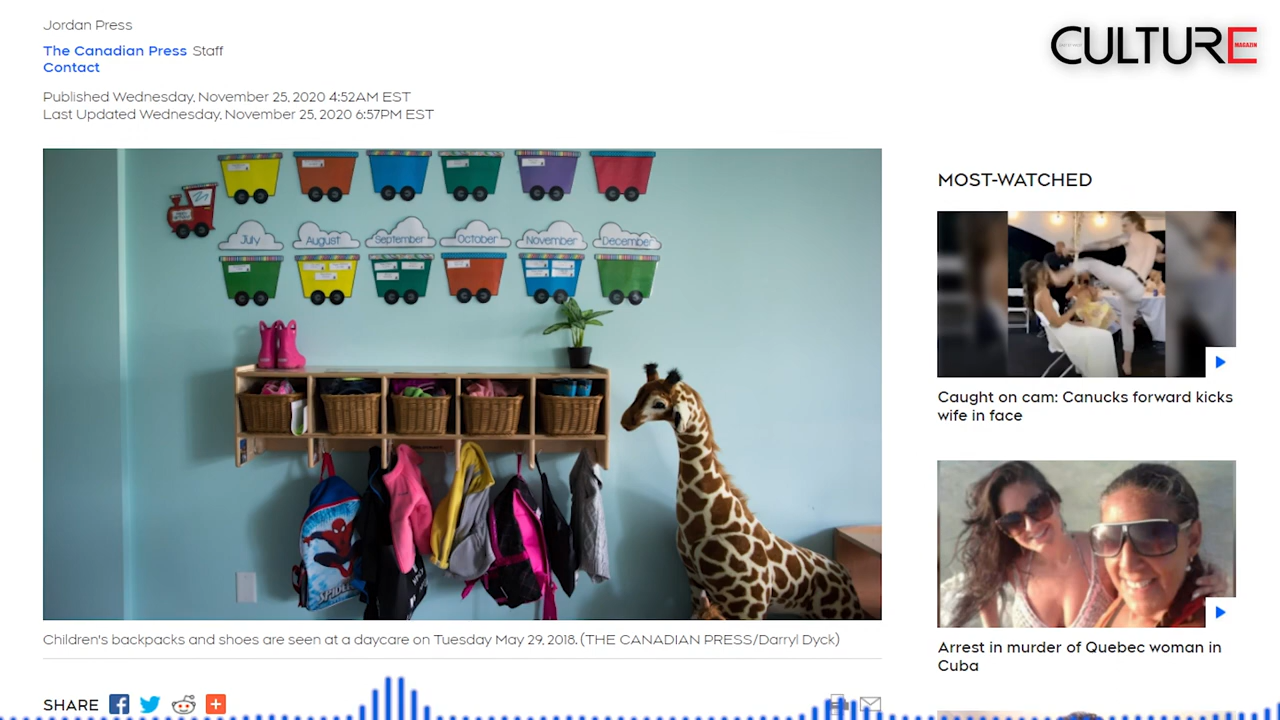 Jordan Press
The Canadian Press Staff
Contact
Published Wednesday, November 25, 2020 4:52AM EST
Last Updated Wednesday, November 25, 2020 6:57PM EST
CULTURE
MAGAZIN
MOST-WATCHED
July
August
September
October
November
December
Caught on cam: Canucks forward kicks
wife in face
Arrest in murder of Quebec woman in
Cuba
Children's backpacks and shoes are seen at a daycare on Tuesday May 29, 2018. (THE CANADIAN PRESS/Darryl Dyck)
SHARE